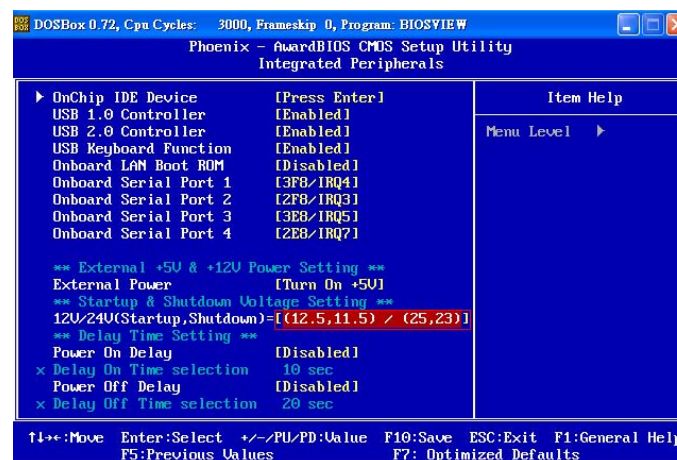 DOSBox 0.72, Cpu Cycles: 3000, Frameskip 0, Program: BIOSVIEW
Phoenix - AwardBIOS CMOS Setup Utility
Integrated Peripherals
OnChip IDE Device [Press Enter]
Item Help
USB 1.0 Controller [Enabled]
USB 2.0 Controller [Enabled]
Menu Level
USB Keyboard Function [Enabled]
Onboard LAN Boot ROM [Disabled]
Onboard Serial Port 1 [3F8/IRQ4]
Onboard Serial Port 2 [2F8/IRQ3]
Onboard Serial Port 3 [3E8/IRQ5]
Onboard Serial Port 4 [2E8/IRQ7]
** External +5V & +12V Power Setting **
External Power [Turn On +5V]
** Startup & Shutdown Voltage Setting **
12V/24V(Startup,Shutdown)=[(12.5,11.5) / (25,23)]
** Delay Time Setting **
Power On Delay [Disabled]
x Delay On Time selection 10 sec
Power Off Delay [Disabled]
x Delay Off Time selection 20 sec
↑↓→←:Move Enter:Select +/-/PU/PD:Value F10:Save ESC:Exit F1:General Help
F5:Previous Values F7: Optimized Defaults